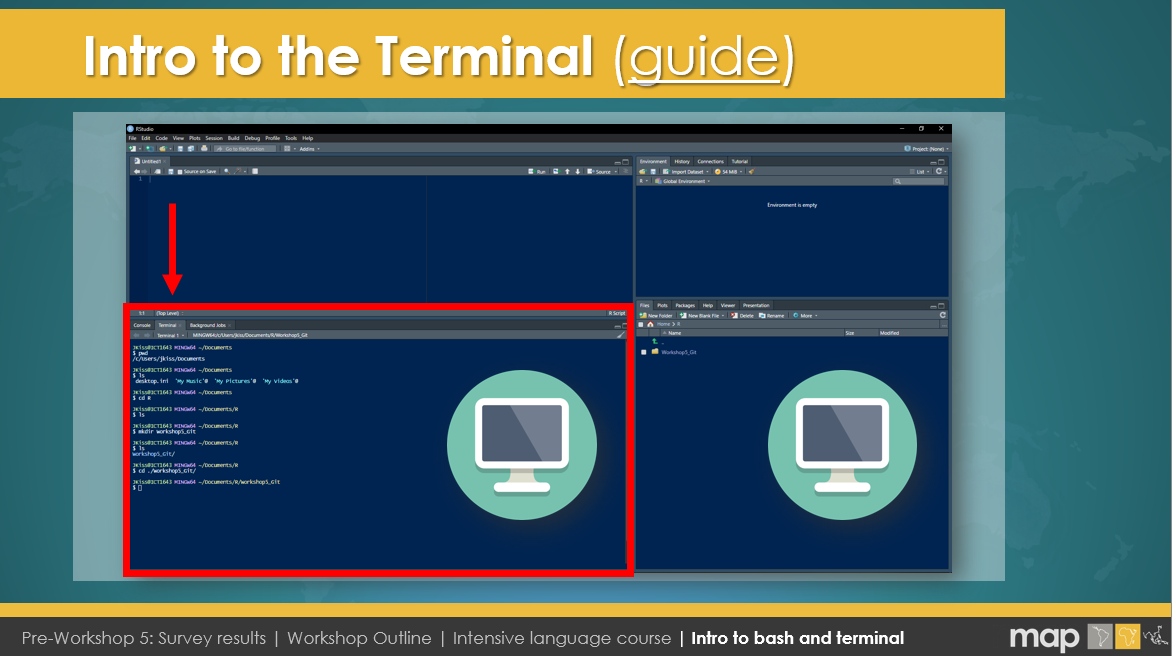 Intro to the Terminal (guide)
RStudio
File Edit Code View Plots Session Build Debug Profile Tools Help
Go to file/function Addins Project: (None)
Untitled1
Source on Save Run Source
1
1:1 (Top Level) R Script
Console Terminal Background Jobs
Terminal 1 MINGW64:/c/Users/jkiss/Documents/R/Workshop5_Git
JKiss@ICT1643 MINGW64 ~/Documents
$ pwd
/c/Users/jkiss/Documents
JKiss@ICT1643 MINGW64 ~/Documents
$ ls
desktop.ini 'My Music'@ 'My Pictures'@ 'My Videos'@
JKiss@ICT1643 MINGW64 ~/Documents
$ cd R
JKiss@ICT1643 MINGW64 ~/Documents/R
$ ls
JKiss@ICT1643 MINGW64 ~/Documents/R
$ mkdir workshop5_Git
JKiss@ICT1643 MINGW64 ~/Documents/R
$ ls
workshop5_Git/
JKiss@ICT1643 MINGW64 ~/Documents/R
$ cd ./workshop5_Git/
JKiss@ICT1643 MINGW64 ~/Documents/R/workshop5_Git
$
Environment History Connections Tutorial
Import Dataset 54 MiB List
R Global Environment
Environment is empty
Files Plots Packages Help Viewer Presentation
New Folder New Blank File Delete Rename More
Home R
Name Size Modified
..
Workshop5_Git
Pre-Workshop 5: Survey results | Workshop Outline | Intensive language course | Intro to bash and terminal
map